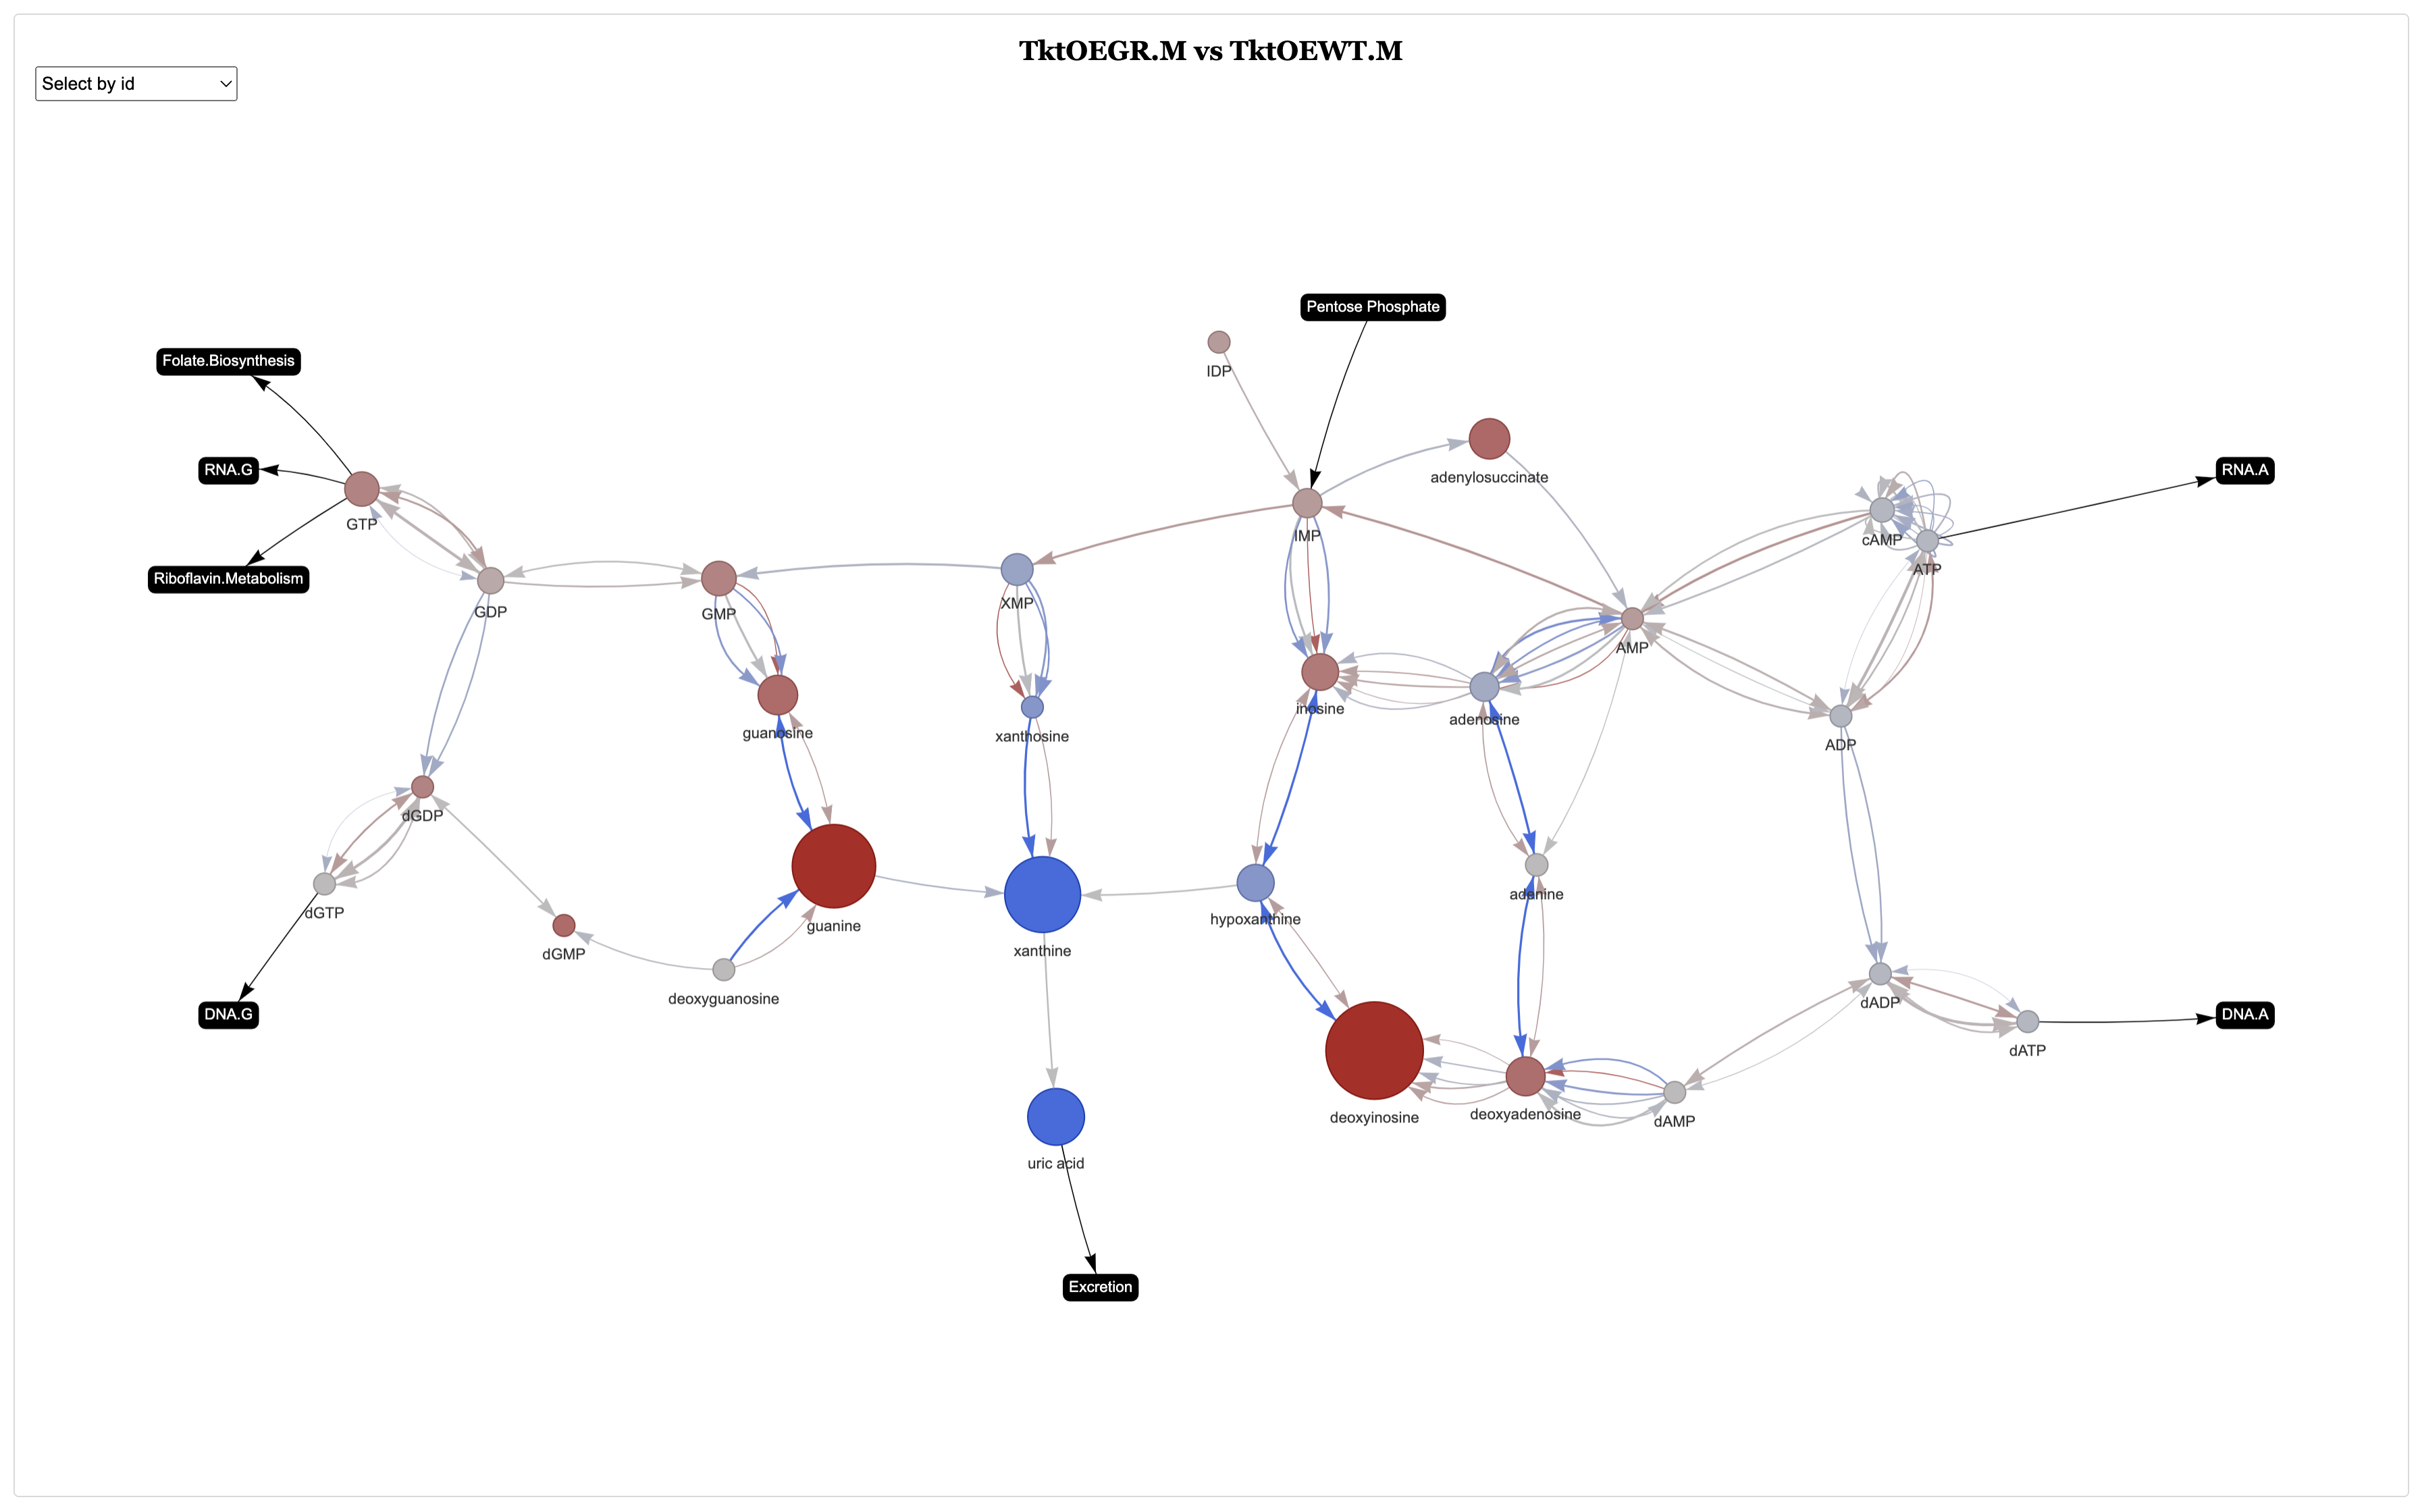 TktOEGR.M vs TktOEWT.M
Select by id
Pentose Phosphate
Folate.Biosynthesis
IDP
RNA.G
RNA.A
adenylosuccinate
GTP
IMP
cAMP
ATP
Riboflavin.Metabolism
GDP
GMP
XMP
AMP
guanosine
xanthosine
inosine
adenosine
ADP
dGDP
dGTP
adenine
guanine
hypoxanthine
dGMP
xanthine
deoxyguanosine
dADP
DNA.G
DNA.A
dATP
deoxyinosine
deoxyadenosine
dAMP
uric acid
Excretion